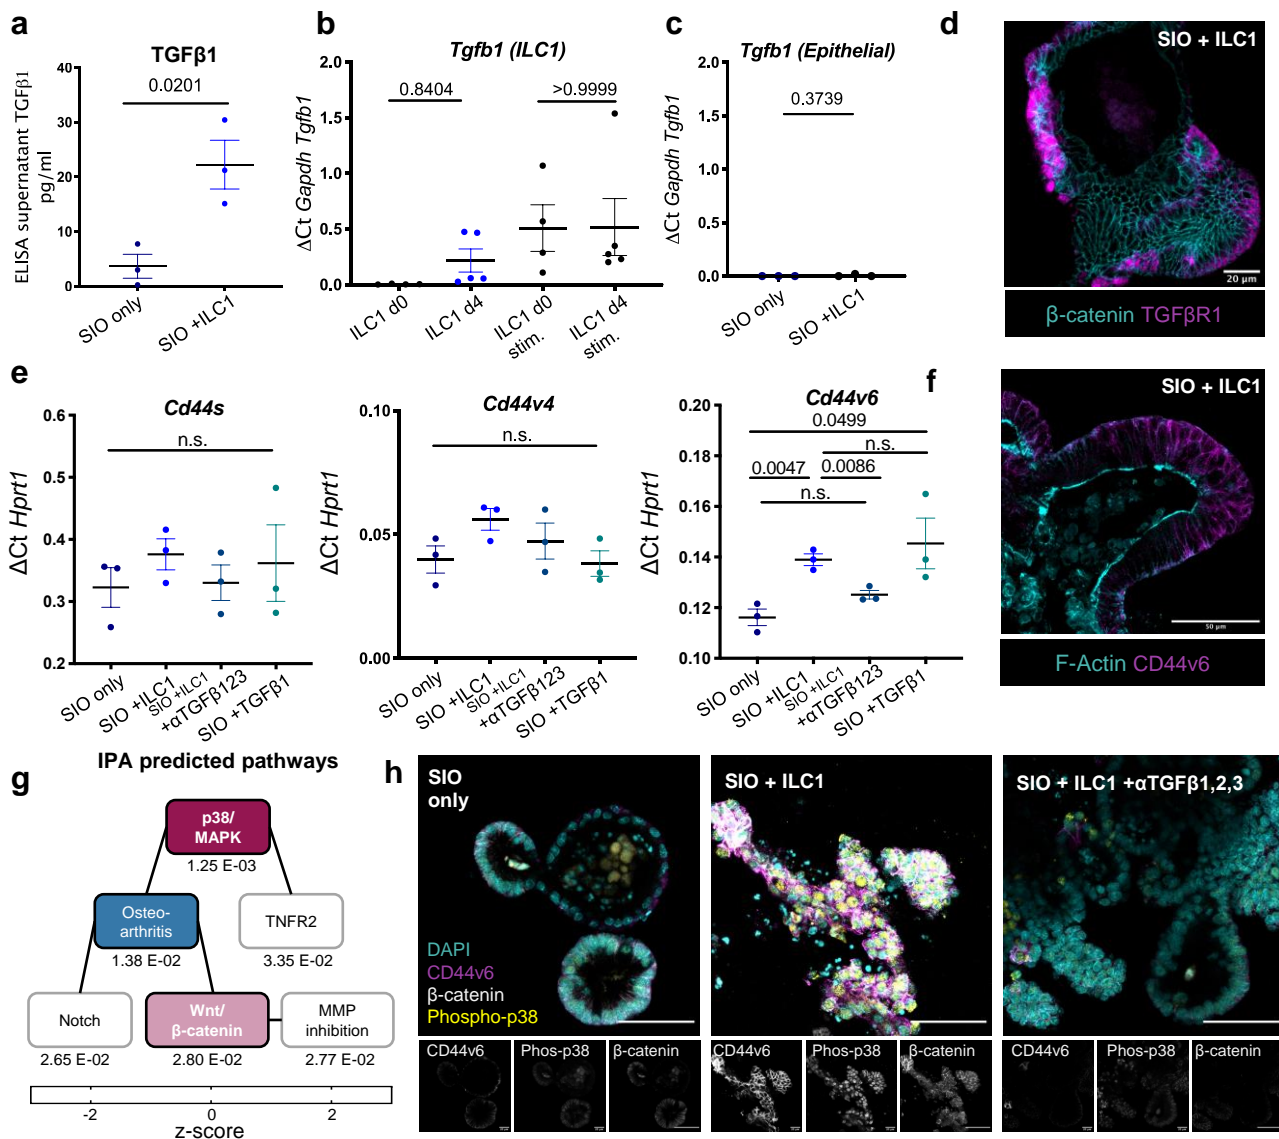 a
TGFβ1
0.0201
ELISA supernatant TGFβ1
pg/ml
40
30
20
10
0
SIO only
SIO +ILC1
b
Tgfb1 (ILC1)
0.8404
>0.9999
ΔCt Gapdh Tgfb1
2.0
1.5
1.0
0.5
0.0
ILC1 d0
ILC1 d4
ILC1 d0
stim.
ILC1 d4
stim.
c
Tgfb1 (Epithelial)
0.3739
ΔCt Gapdh Tgfb1
2.0
1.5
1.0
0.5
0.0
SIO only
SIO +ILC1
d
SIO + ILC1
20 μm
β-catenin TGFβR1
e
Cd44s
n.s.
ΔCt Hprt1
0.6
0.5
0.4
0.3
0.2
SIO only
SIO +ILC1
SIO +ILC1
+αTGFβ123
SIO +TGFβ1
Cd44v4
n.s.
ΔCt Hprt1
0.10
0.05
0.00
SIO only
SIO +ILC1
SIO +ILC1
+αTGFβ123
SIO +TGFβ1
Cd44v6
0.0499
n.s.
0.0047
0.0086
n.s.
ΔCt Hprt1
0.20
0.18
0.16
0.14
0.12
0.10
SIO only
SIO +ILC1
SIO +ILC1
+αTGFβ123
SIO +TGFβ1
f
SIO + ILC1
50 μm
F-Actin CD44v6
g
IPA predicted pathways
p38/
MAPK
1.25 E-03
Osteo-
arthritis
1.38 E-02
TNFR2
3.35 E-02
Notch
2.65 E-02
Wnt/
β-catenin
2.80 E-02
MMP
inhibition
2.77 E-02
-2
0
2
z-score
h
SIO
only
DAPI
CD44v6
β-catenin
Phospho-p38
SIO + ILC1
SIO + ILC1 +αTGFβ1,2,3
CD44v6
Phos-p38
β-catenin
CD44v6
Phos-p38
β-catenin
CD44v6
Phos-p38
β-catenin